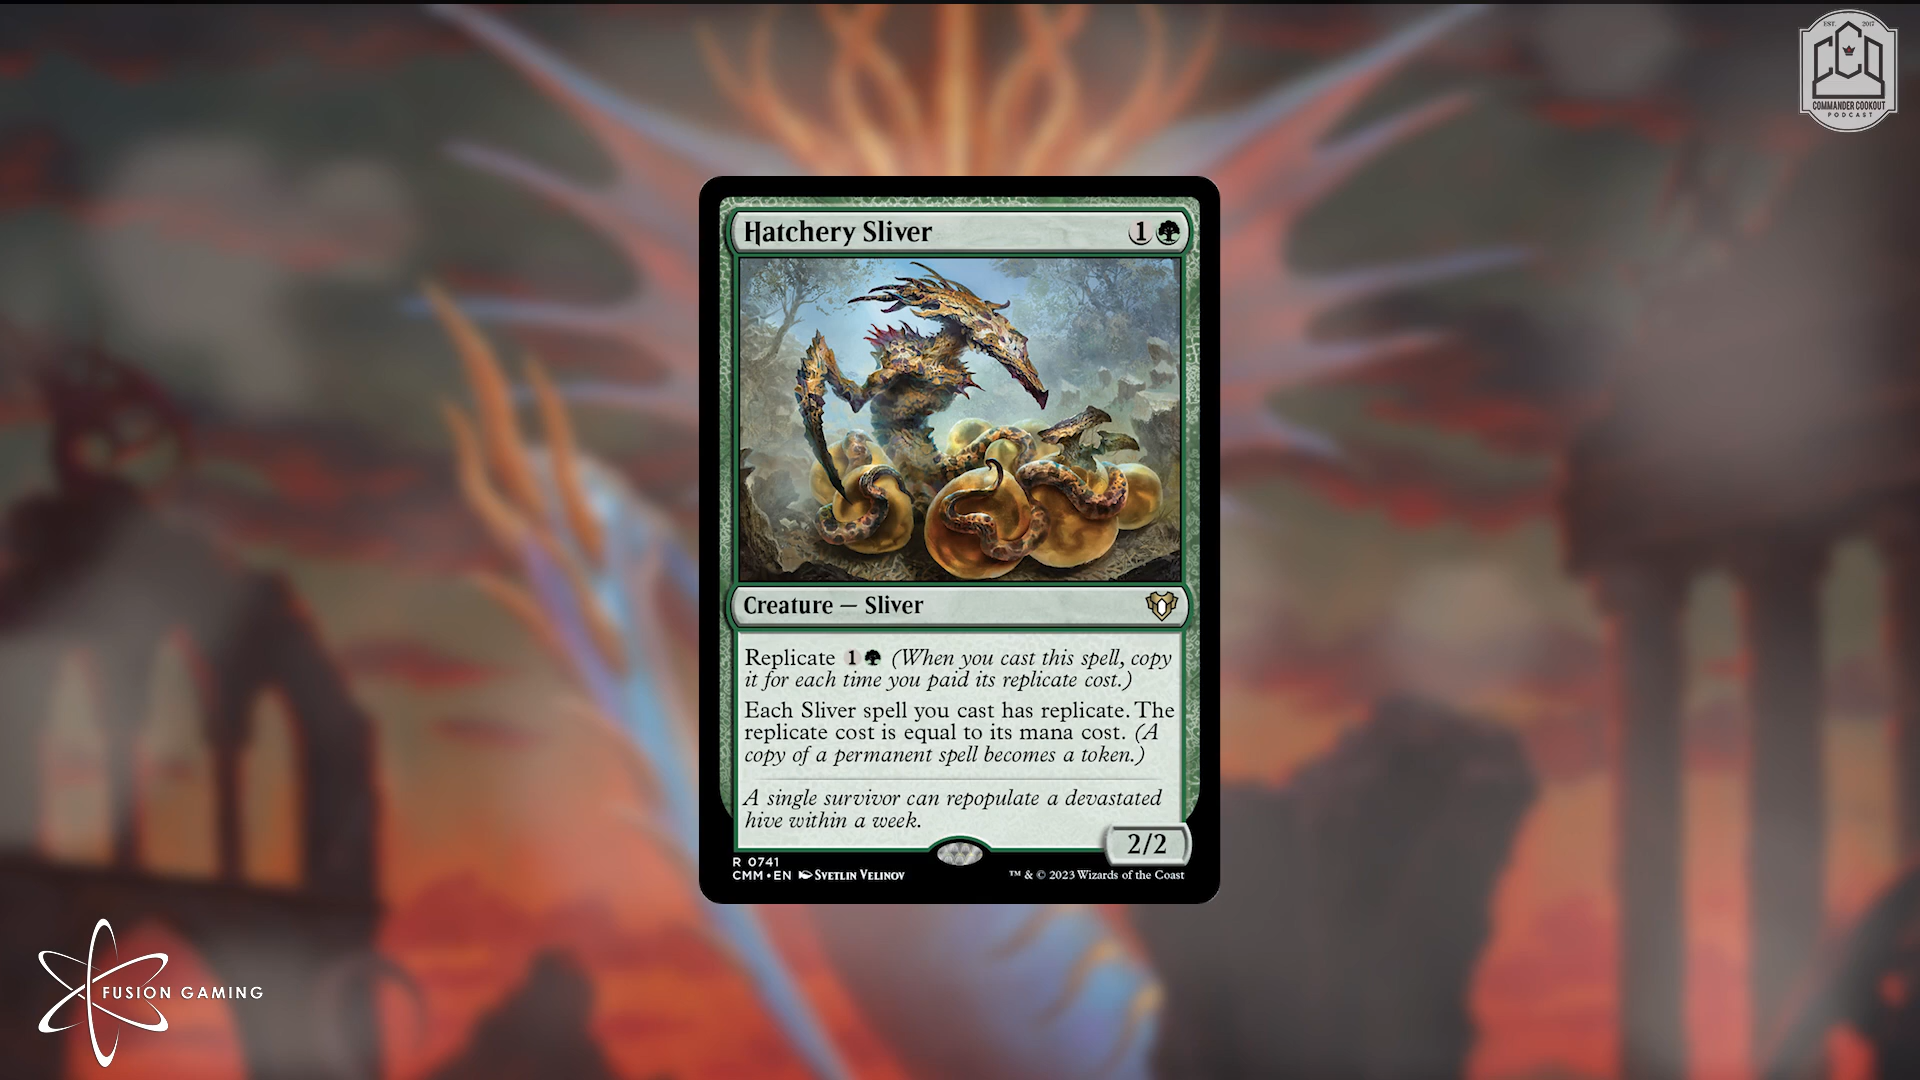 EST. 2017
CCO
COMMANDER COOKOUT
PODCAST
Hatchery Sliver 1
Creature — Sliver
Replicate 1 (When you cast this spell, copy
it for each time you paid its replicate cost.)
Each Sliver spell you cast has replicate. The
replicate cost is equal to its mana cost. (A
copy of a permanent spell becomes a token.)
A single survivor can repopulate a devastated
hive within a week.
2/2
R 0741
CMM • EN SVETLIN VELINOV
™ & © 2023 Wizards of the Coast
FUSION GAMING